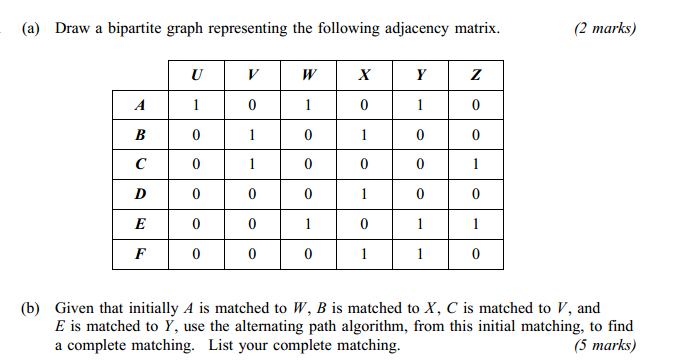 (a) Draw a bipartite graph representing the following adjacency matrix. (2 marks)
U V W X Y Z
A 1 0 1 0 1 0
B 0 1 0 1 0 0
C 0 1 0 0 0 1
D 0 0 0 1 0 0
E 0 0 1 0 1 1
F 0 0 0 1 1 0
(b) Given that initially A is matched to W, B is matched to X, C is matched to V, and
E is matched to Y, use the alternating path algorithm, from this initial matching, to find
a complete matching. List your complete matching. (5 marks)